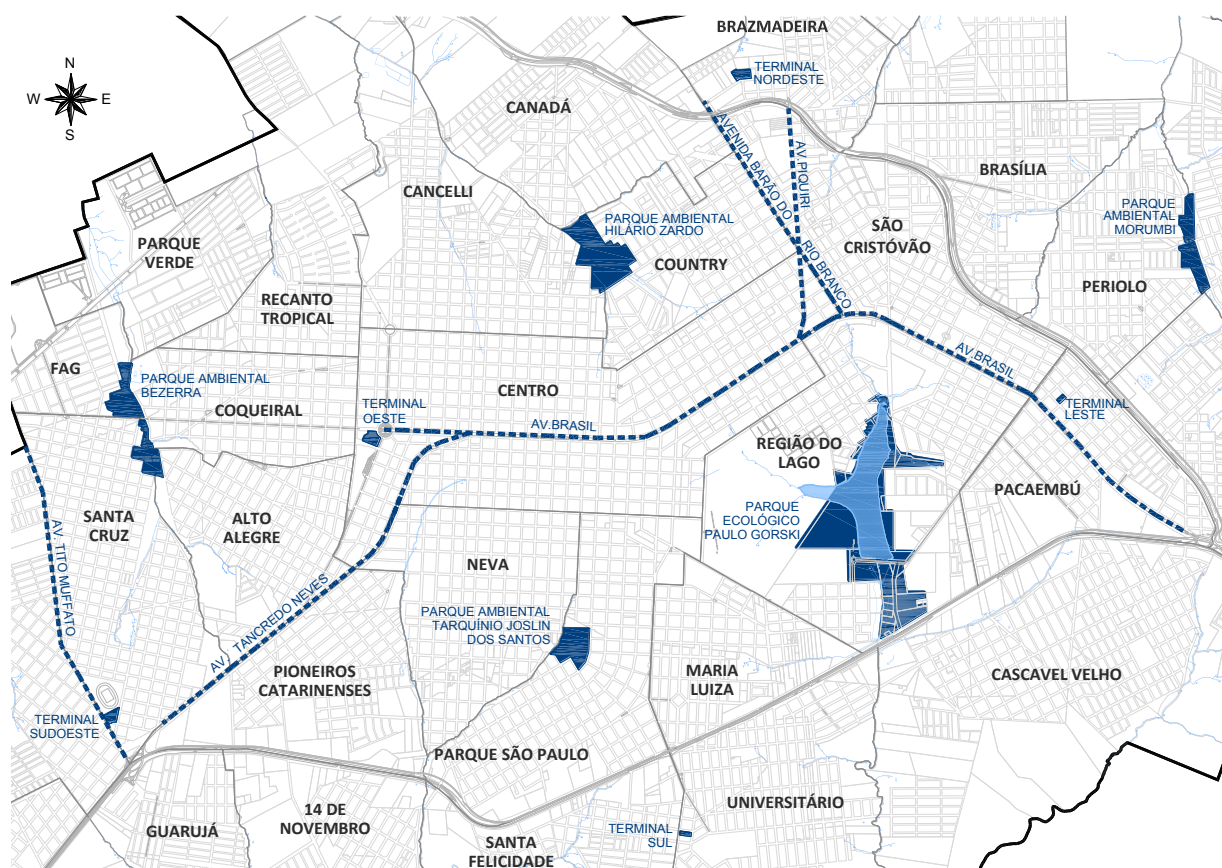 BRAZMADEIRA
TERMINAL
NORDESTE
N
W
E
S
CANADÁ
AVENIDA BARÃO DO
RIO BRANCO
AV.PIQUIRI
BRASÍLIA
CANCELLI
PARQUE
AMBIENTAL
MORUMBI
PARQUE AMBIENTAL
HILÁRIO ZARDO
SÃO
CRISTÓVÃO
PARQUE
VERDE
COUNTRY
PERIOLO
RECANTO
TROPICAL
FAG
PARQUE AMBIENTAL
BEZERRA
AV.BRASIL
CENTRO
COQUEIRAL
TERMINAL
OESTE
AV.BRASIL
TERMINAL
LESTE
REGIÃO DO
LAGO
PACAEMBÚ
SANTA
CRUZ
ALTO
ALEGRE
PARQUE
ECOLÓGICO
PAULO GORSKI
AV. TITO MUFFATO
NEVA
AV. TANCREDO NEVES
PARQUE AMBIENTAL
TARQUÍNIO JOSLIN
DOS SANTOS
PIONEIROS
CATARINENSES
MARIA
LUIZA
CASCAVEL VELHO
TERMINAL
SUDOESTE
PARQUE SÃO PAULO
UNIVERSITÁRIO
14 DE
NOVEMBRO
GUARUJÁ
TERMINAL
SUL
SANTA
FELICIDADE